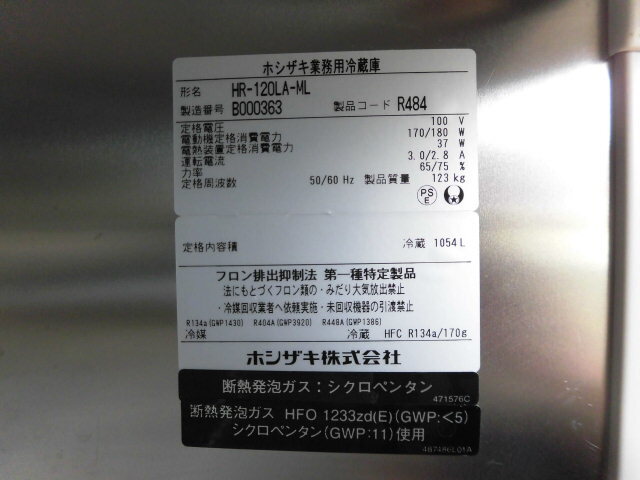 ホシザキ業務用冷蔵庫
形名 HR-120LA-ML
製造番号 B000363 製品コード R484
定格電圧 100 V
電動機定格消費電力 170/180 W
電熱装置定格消費電力 37 W
運転電流 3.0/2.8 A
力率 65/75 %
定格周波数 50/60 Hz 製品質量 123 kg
PS
E
定格内容積 冷蔵 1054 L
フロン排出抑制法 第一種特定製品
法にもとづくフロン類の・みだり大気放出禁止
・冷媒回収業者へ依頼実施・未回収機器の引渡禁止
R134a(GWP1430) R404A(GWP3920) R448A(GWP1386)
冷媒 冷蔵 HFC R134a/170g
ホシザキ株式会社
断熱発泡ガス：シクロペンタン
471576C
断熱発泡ガス HFO 1233zd(E)(GWP:<5)
シクロペンタン(GWP:11)使用
487486L01A